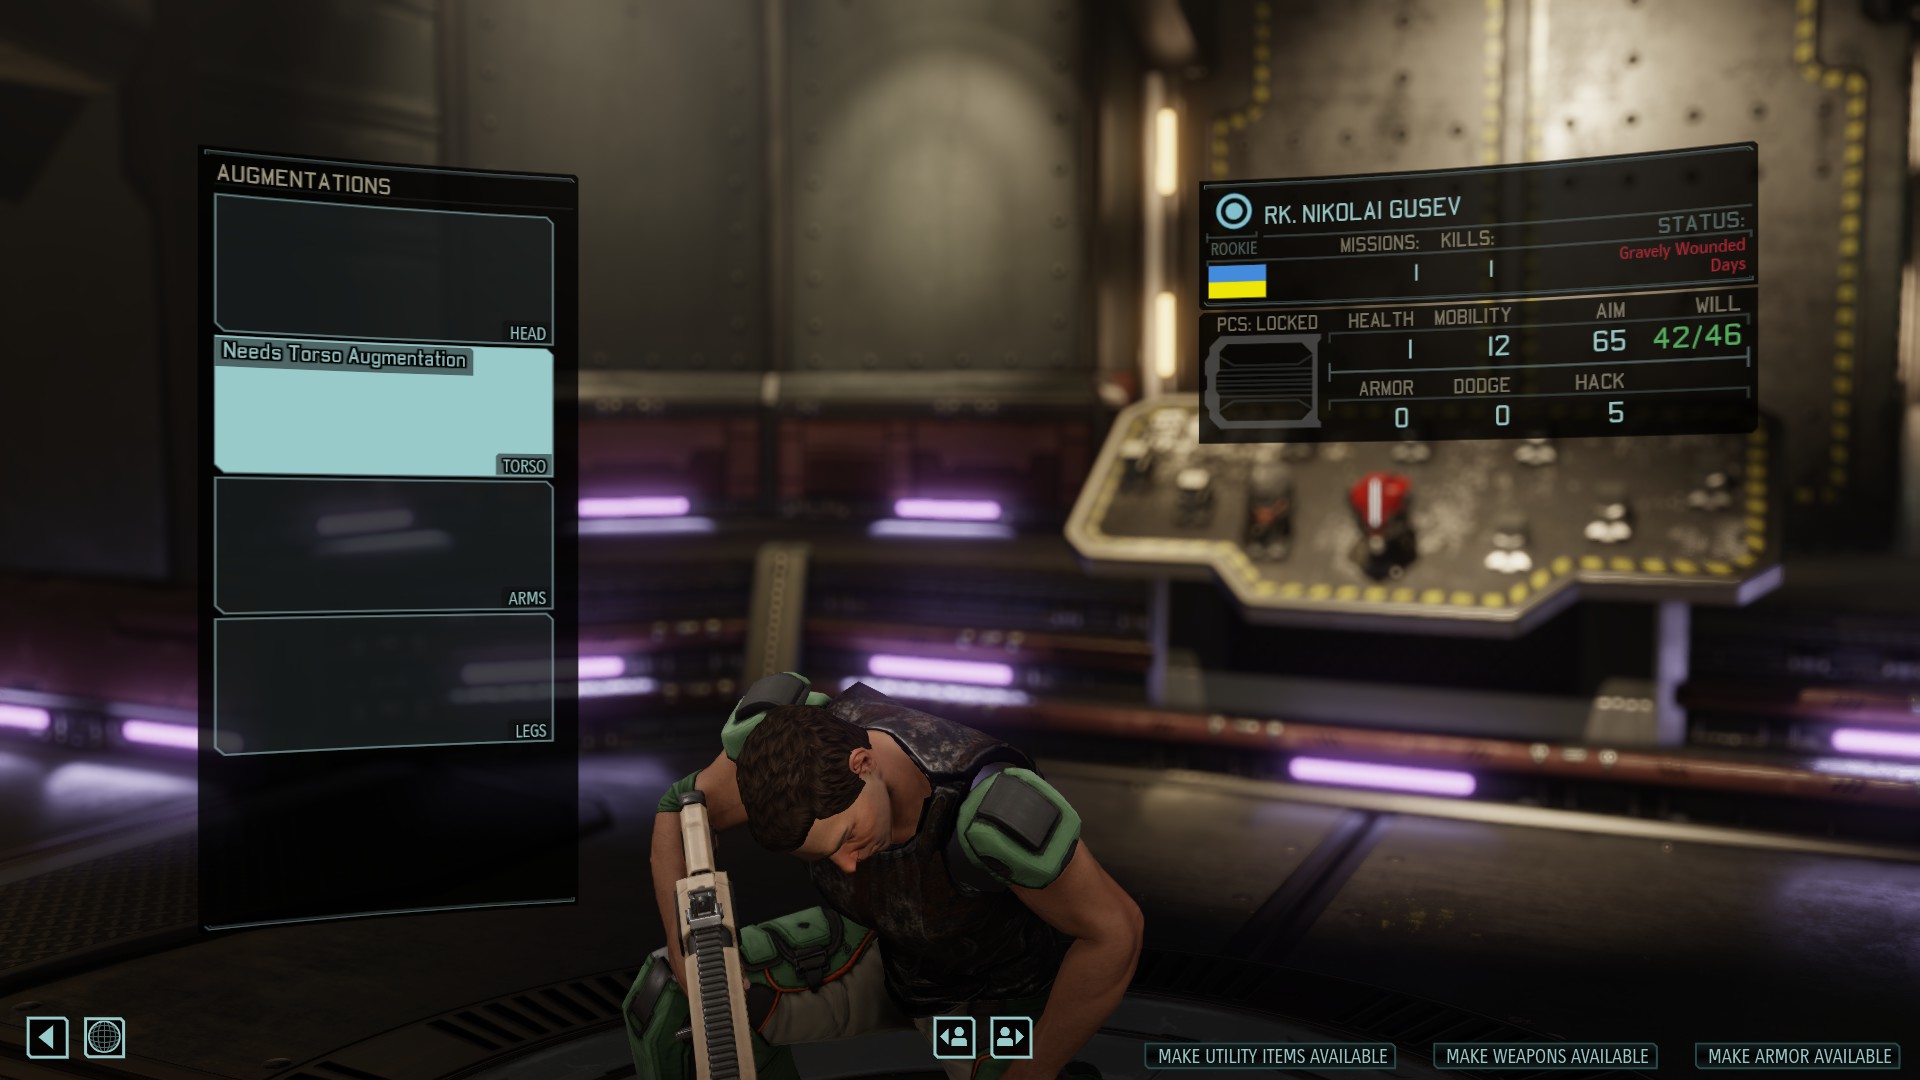 AUGMENTATIONS
HEAD
Needs Torso Augmentation
TORSO
ARMS
LEGS
RK. NIKOLAI GUSEV
ROOKIE
MISSIONS:
KILLS:
STATUS:
1
1
Gravely Wounded
Days
PCS: LOCKED
HEALTH
MOBILITY
AIM
WILL
1
12
65
42/46
ARMOR
DODGE
HACK
0
0
5
MAKE UTILITY ITEMS AVAILABLE
MAKE WEAPONS AVAILABLE
MAKE ARMOR AVAILABLE